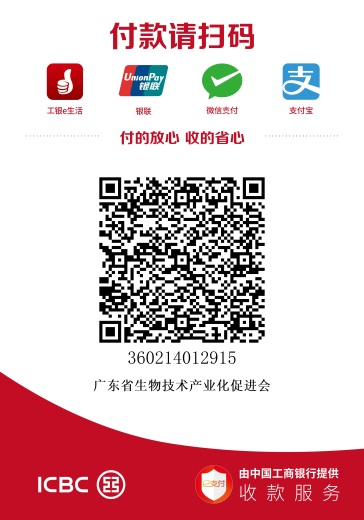 付款请扫码
工银e生活
UnionPay
银联
银联
微信支付
支付宝
付的放心 收的省心
360214012915
广东省生物技术产业化促进会
ICBC
e支付
由中国工商银行提供
收款服务